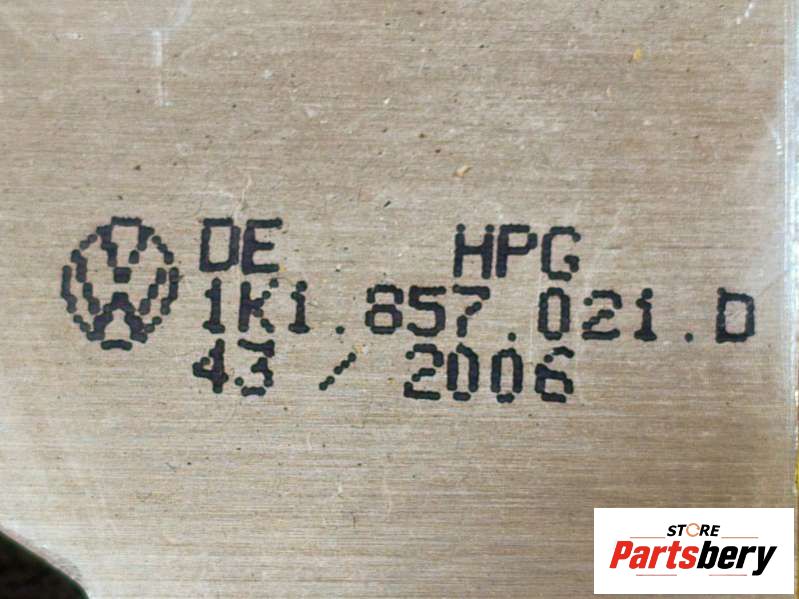 DE HPG
1K1.857.021.D
43 / 2006
STORE
Partsbery